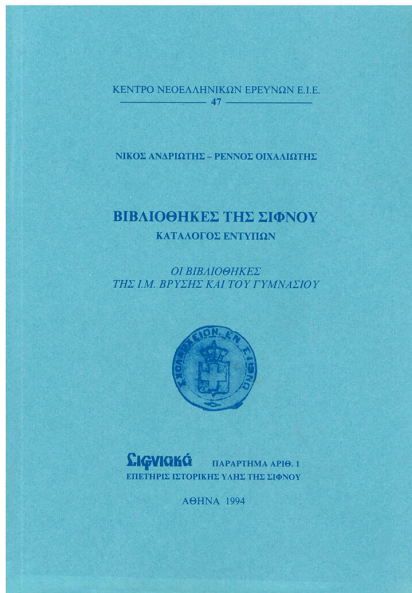 ΚΕΝΤΡΟ ΝΕΟΕΛΛΗΝΙΚΩΝ ΕΡΕΥΝΩΝ Ε.Ι.Ε.
47
ΝΙΚΟΣ ΑΝΔΡΙΩΤΗΣ – ΡΕΝΝΟΣ ΟΙΧΑΛΙΩΤΗΣ
ΒΙΒΛΙΟΘΗΚΕΣ ΤΗΣ ΣΙΦΝΟΥ
ΚΑΤΑΛΟΓΟΣ ΕΝΤΥΠΩΝ
ΟΙ ΒΙΒΛΙΟΘΗΚΕΣ
ΤΗΣ Ι.Μ. ΒΡΥΣΗΣ ΚΑΙ ΤΟΥ ΓΥΜΝΑΣΙΟΥ
ΣΧΟΛΑΡΧΕΙΟΝ ΕΝ ΣΙΦΝΩ
Σιφνιακά ΠΑΡΑΡΤΗΜΑ ΑΡΙΘ. 1
ΕΠΕΤΗΡΙΣ ΙΣΤΟΡΙΚΗΣ ΥΛΗΣ ΤΗΣ ΣΙΦΝΟΥ
ΑΘΗΝΑ 1994